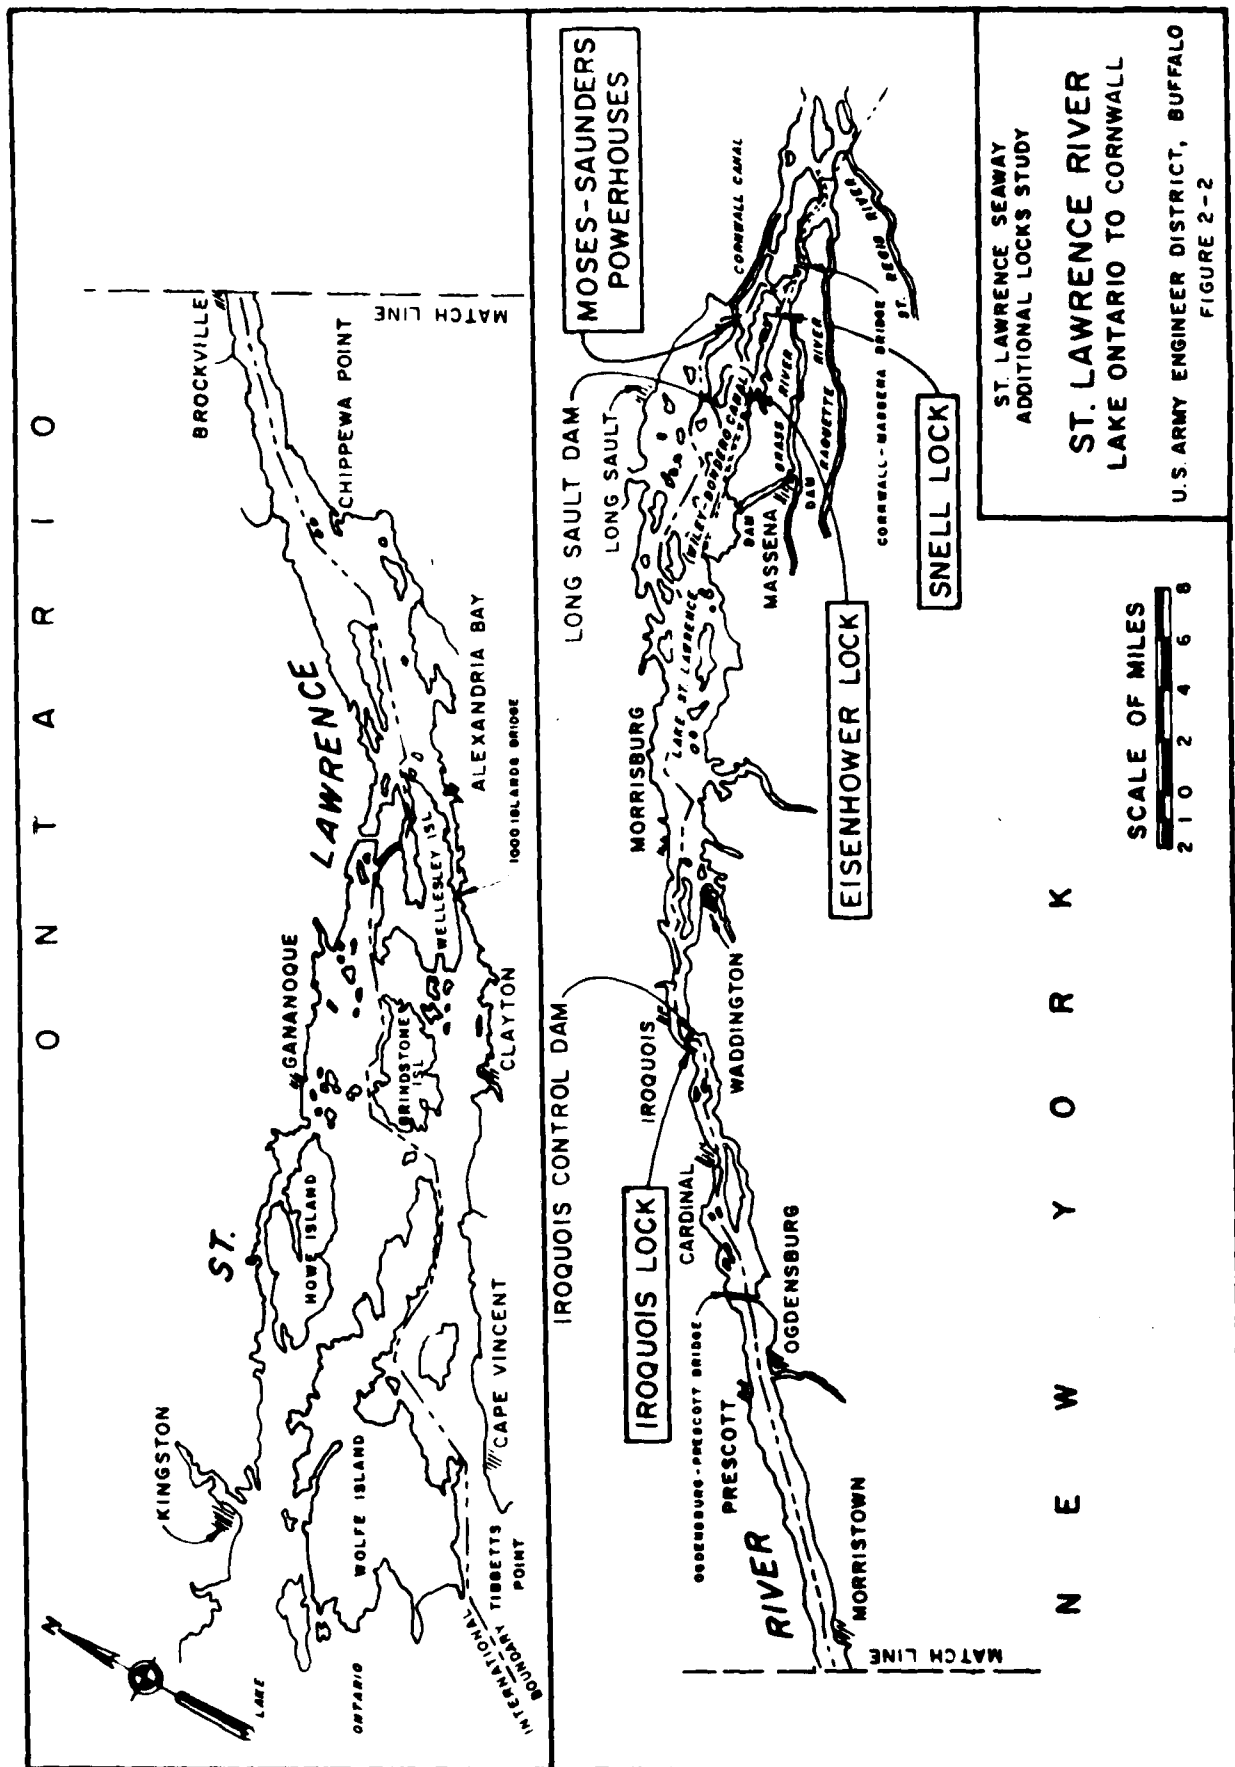 ONTARIO
BROCKVILLE
MATCH LINE
CHIPPEWA POINT
ST. LAWRENCE
ALEXANDRIA BAY
1000 ISLANDS BRIDGE
WELLESLEY ISL
GANANOQUE
GRINDSTONE
ISL
CLAYTON
HOWE ISLAND
KINGSTON
WOLFE ISLAND
CAPE VINCENT
TIBBETTS
POINT
INTERNATIONAL
BOUNDARY
LAKE
ONTARIO
N
MOSES-SAUNDERS
POWERHOUSES
LONG SAULT DAM
LONG SAULT
CORNWALL CANAL
(WILEY-DONDERO CANAL)
LAKE ST. LAWRENCE
GRASS RIVER
RAQUETTE RIVER
ST. REGIS RIVER
DAM
DAM
MASSENA
CORNWALL-MASSENA BRIDGE
SNELL LOCK
EISENHOWER LOCK
MORRISBURG
WADDINGTON
IROQUOIS CONTROL DAM
IROQUOIS
IROQUOIS LOCK
CARDINAL
OGDENSBURG
OGDENSBURG-PRESCOTT BRIDGE
PRESCOTT
RIVER
MORRISTOWN
MATCH LINE
NEW YORK
SCALE OF MILES
2 1 0 2 4 6 8
ST. LAWRENCE SEAWAY
ADDITIONAL LOCKS STUDY
ST. LAWRENCE RIVER
LAKE ONTARIO TO CORNWALL
U.S. ARMY ENGINEER DISTRICT, BUFFALO
FIGURE 2-2